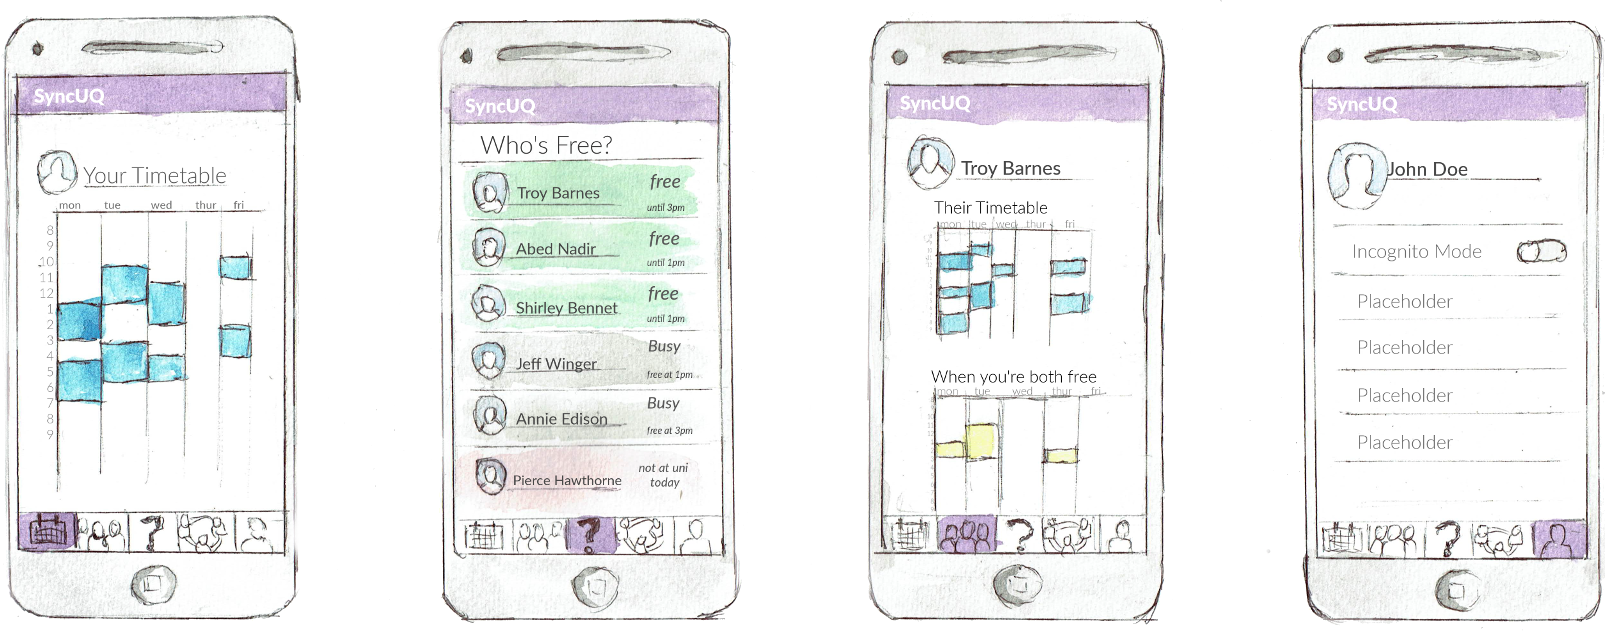 SyncUQ
Your Timetable
mon tue wed thur fri
8
9
10
11
12
1
2
3
4
5
6
7
8
9
SyncUQ
Who's Free?
Troy Barnes
free
until 3pm
Abed Nadir
free
until 1pm
Shirley Bennet
free
until 1pm
Jeff Winger
Busy
free at 1pm
Annie Edison
Busy
free at 3pm
Pierce Hawthorne
not at uni
today
?
SyncUQ
Troy Barnes
Their Timetable
mon tue wed thur fri
When you're both free
mon tue wed thur fri
?
SyncUQ
John Doe
Incognito Mode
Placeholder
Placeholder
Placeholder
Placeholder
?